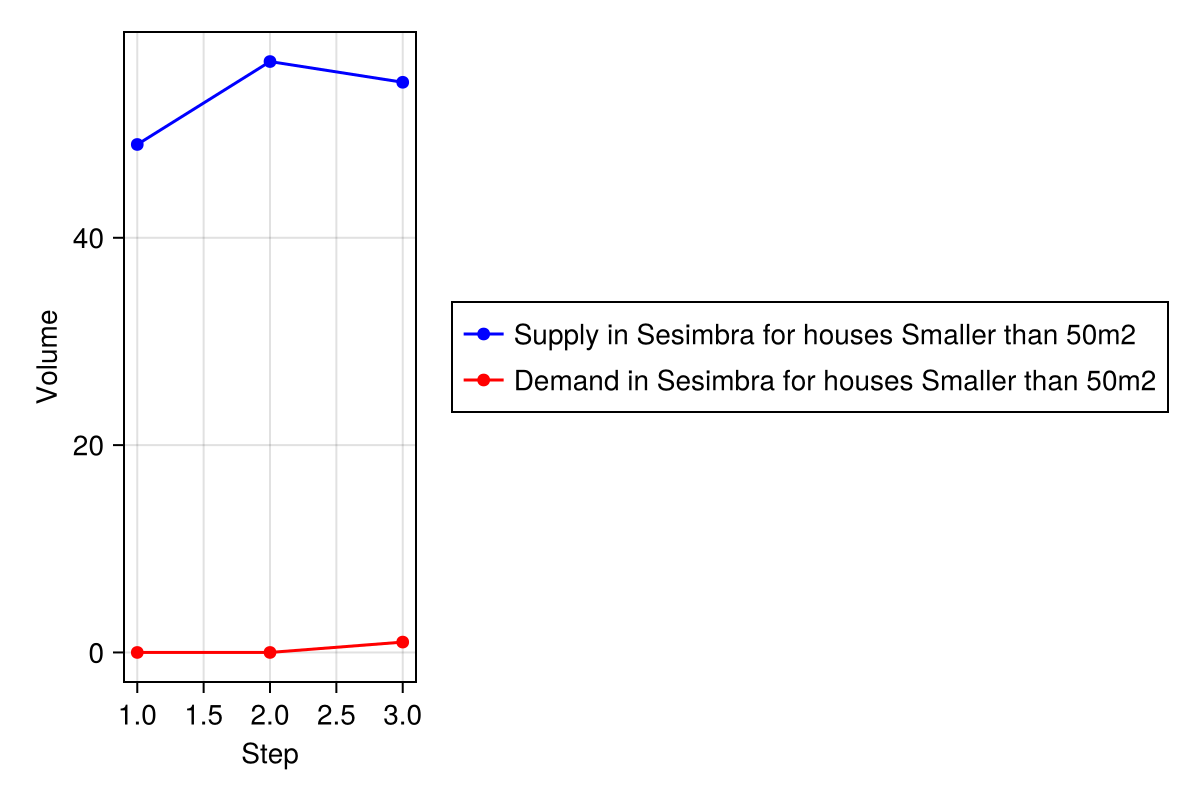 Volume
40
20
0
1.0 1.5 2.0 2.5 3.0
Step
Supply in Sesimbra for houses Smaller than 50m2
Demand in Sesimbra for houses Smaller than 50m2